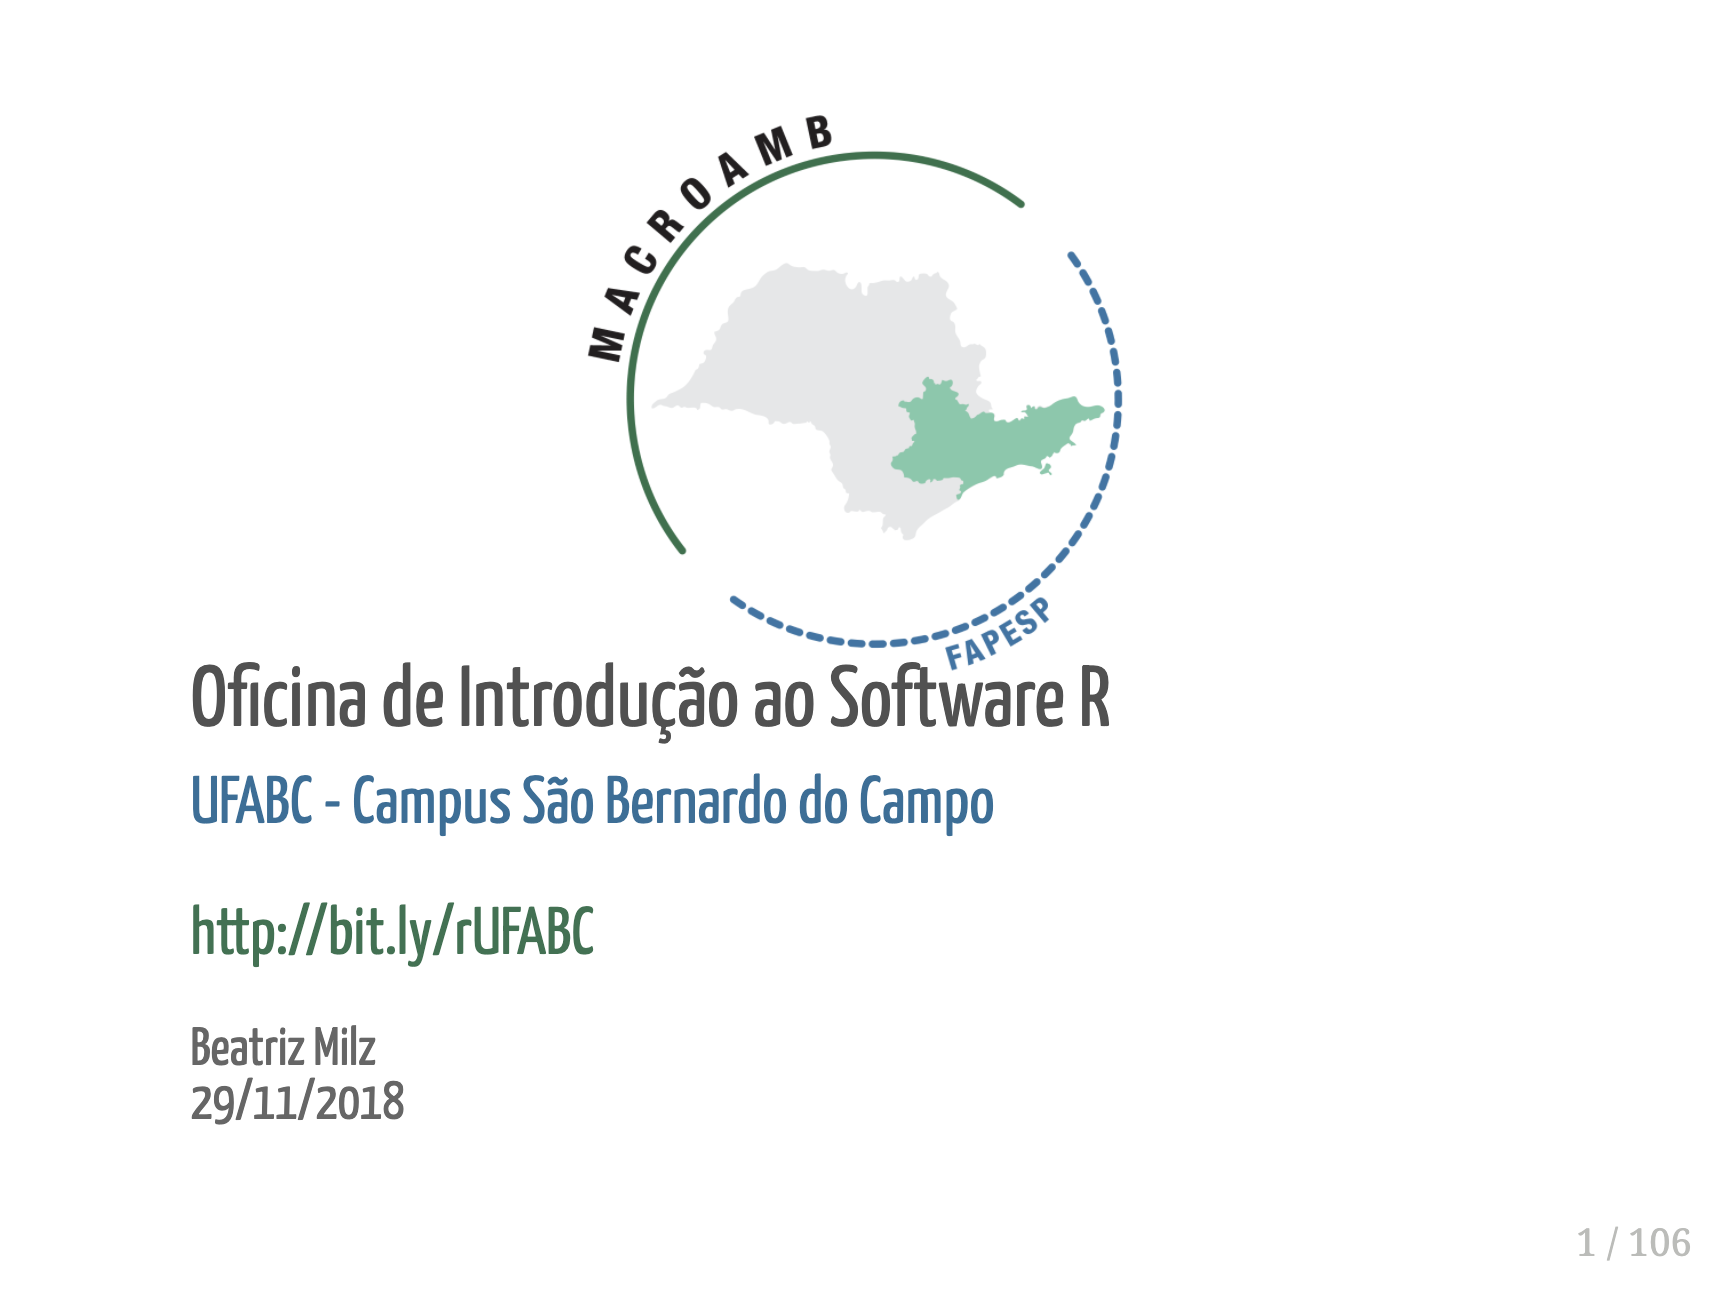 MACROAMB
FAPESP
Oficina de Introdução ao Software R
UFABC - Campus São Bernardo do Campo
http://bit.ly/rUFABC
Beatriz Milz
29/11/2018
1 / 106